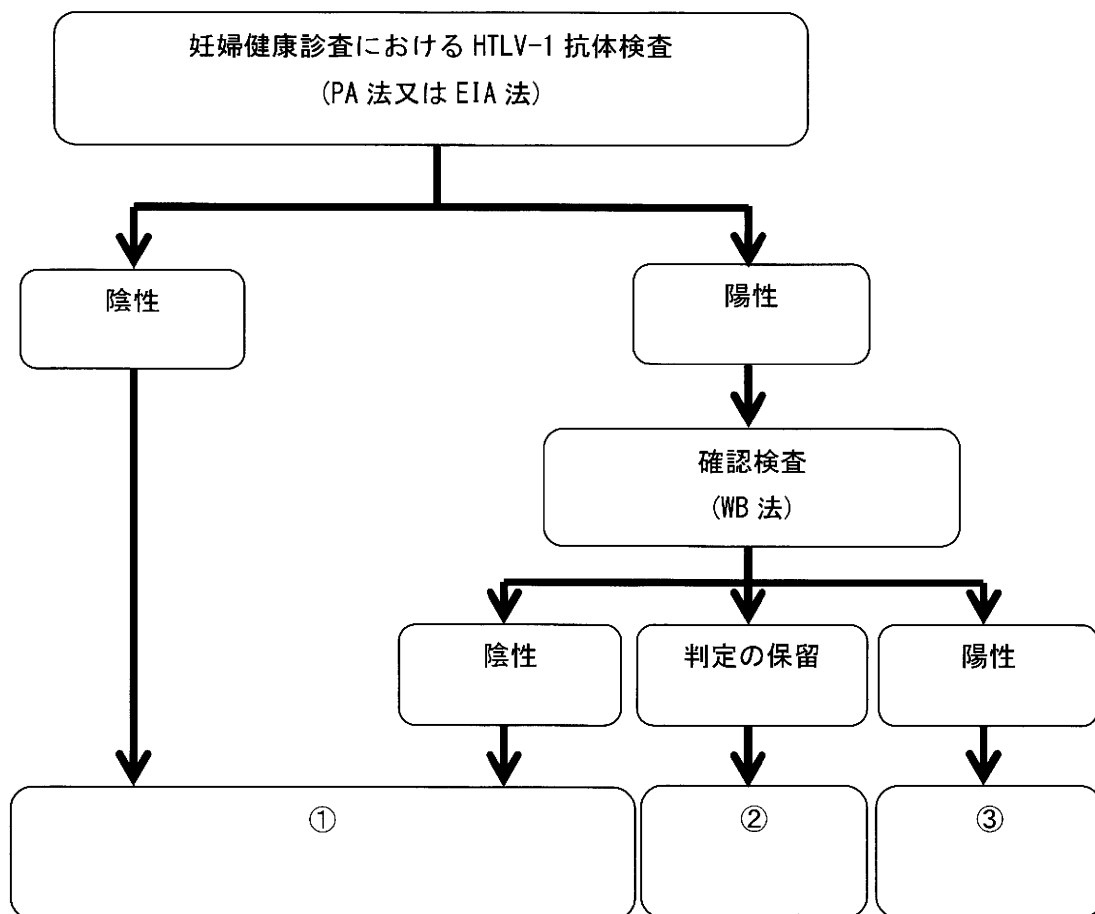 妊婦健康診査における HTLV-1 抗体検査
(PA 法又は EIA 法)
陰性
陽性
確認検査
(WB 法)
陰性
判定の保留
陽性
①
②
③